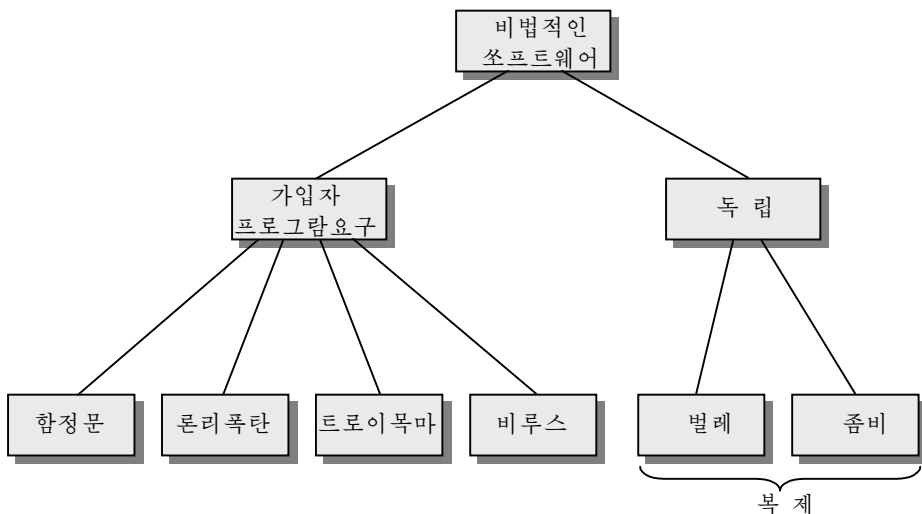 비법적인
쏘프트웨어
가입자
프로그람요구
독 립
함정문
론리폭탄
트로이목마
비루스
벌레
좀비
복 제